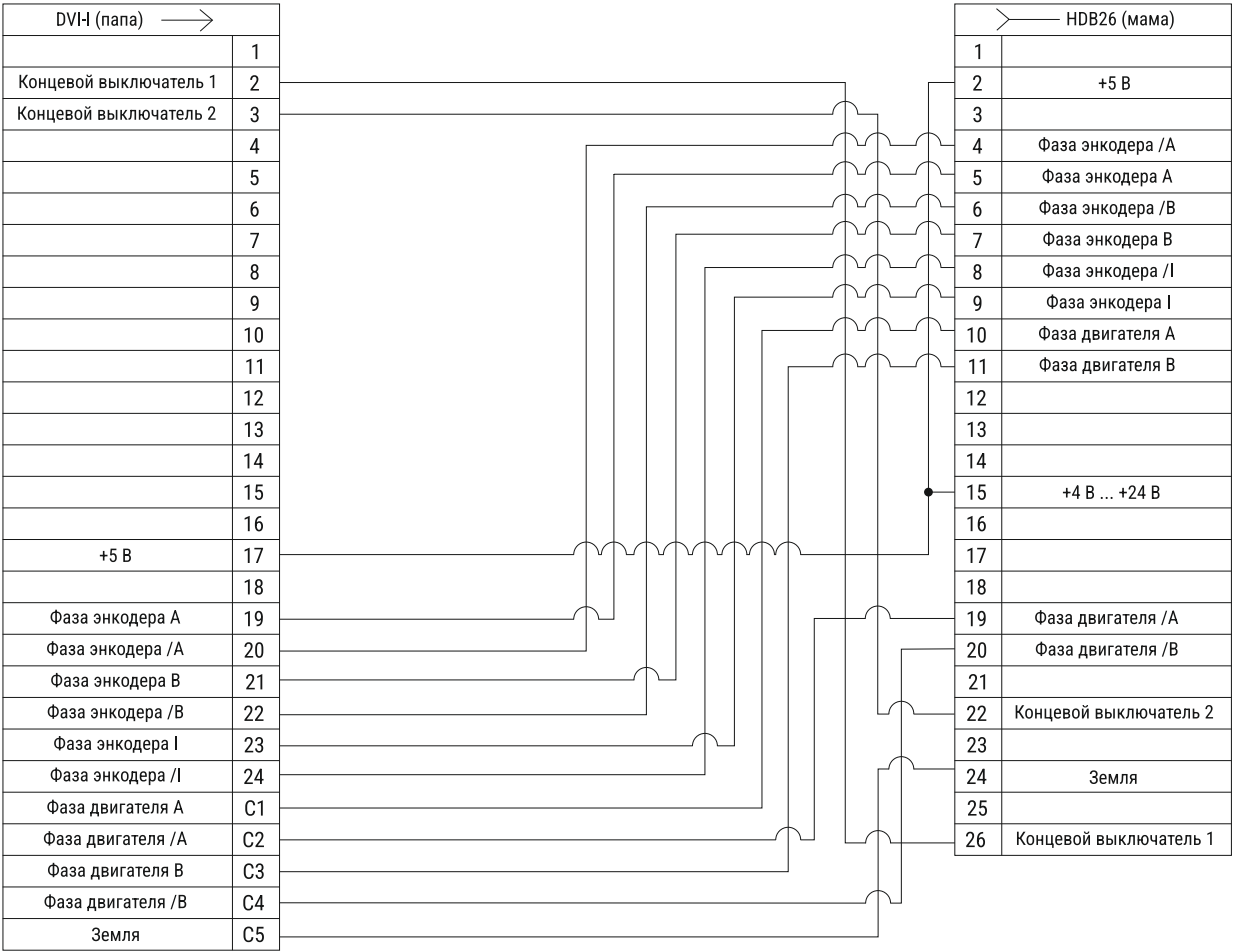 DVI-I (папа)
1
Концевой выключатель 1 2
Концевой выключатель 2 3
4
5
6
7
8
9
10
11
12
13
14
15
16
+5 В 17
18
Фаза энкодера A 19
Фаза энкодера /A 20
Фаза энкодера B 21
Фаза энкодера /B 22
Фаза энкодера I 23
Фаза энкодера /I 24
Фаза двигателя A C1
Фаза двигателя /A C2
Фаза двигателя B C3
Фаза двигателя /B C4
Земля C5
HDB26 (мама)
1
2 +5 В
3
4 Фаза энкодера /A
5 Фаза энкодера A
6 Фаза энкодера /B
7 Фаза энкодера B
8 Фаза энкодера /I
9 Фаза энкодера I
10 Фаза двигателя A
11 Фаза двигателя B
12
13
14
15 +4 В ... +24 В
16
17
18
19 Фаза двигателя /A
20 Фаза двигателя /B
21
22 Концевой выключатель 2
23
24 Земля
25
26 Концевой выключатель 1